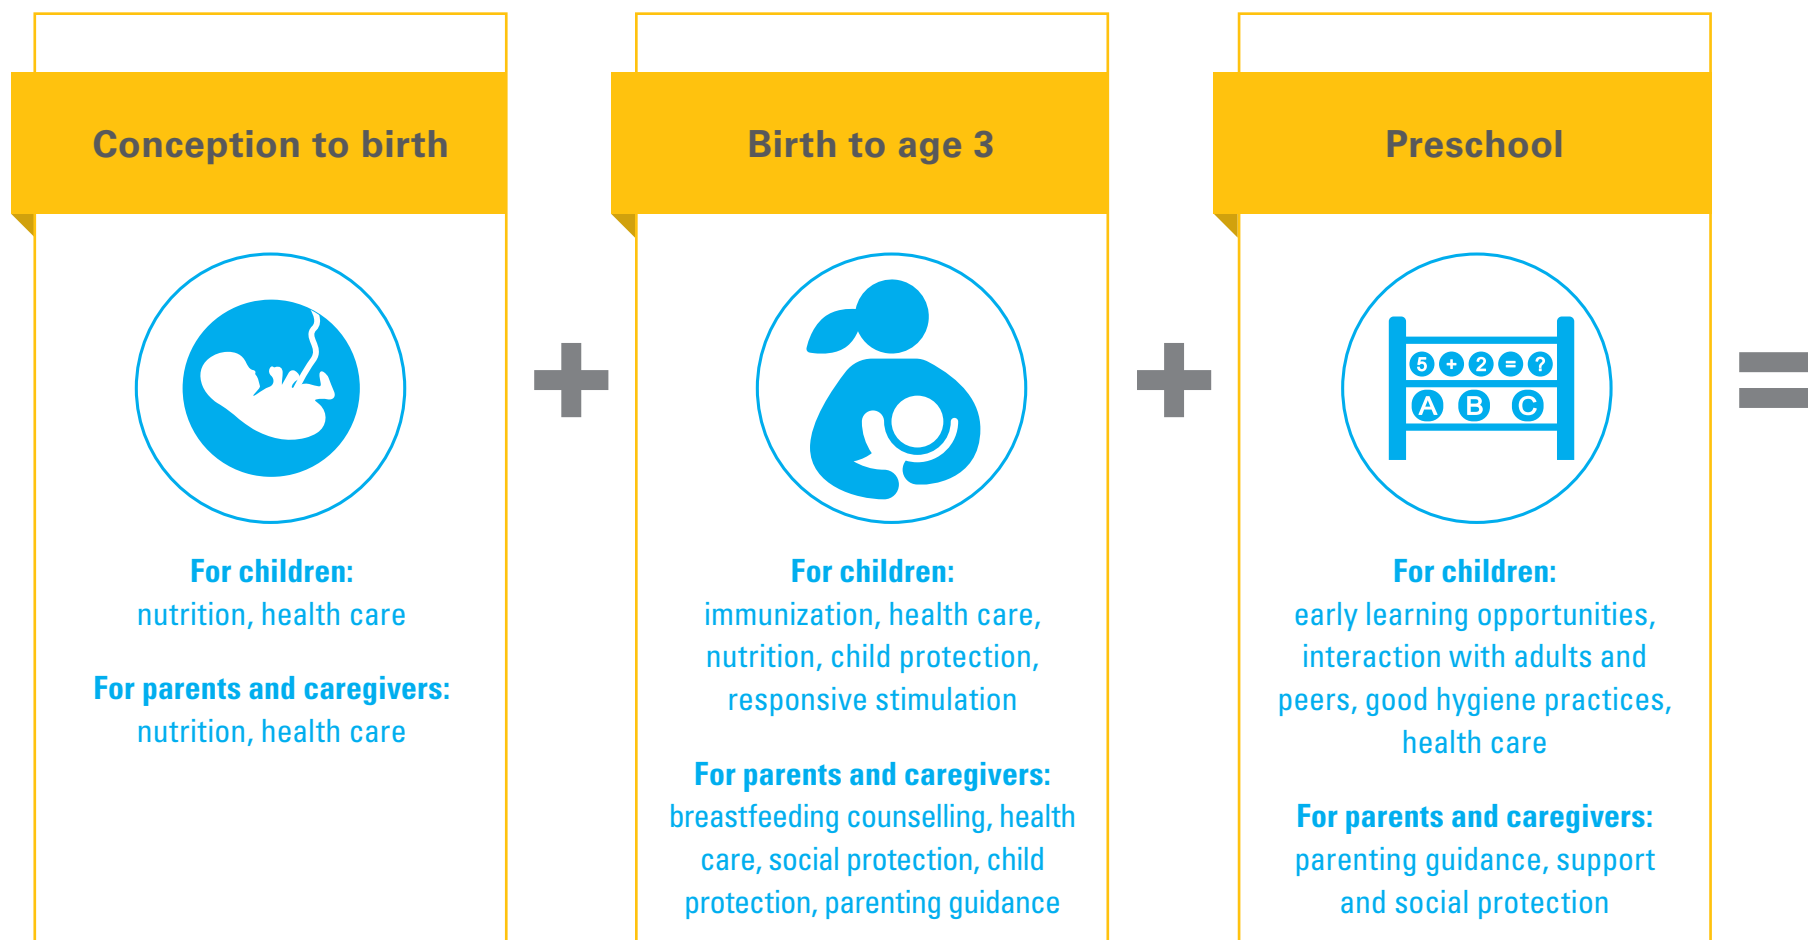 Conception to birth
For children:
nutrition, health care
For parents and caregivers:
nutrition, health care
+
Birth to age 3
For children:
immunization, health care,
nutrition, child protection,
responsive stimulation
For parents and caregivers:
breastfeeding counselling, health
care, social protection, child
protection, parenting guidance
+
Preschool
5 + 2 = ?
A B C
For children:
early learning opportunities,
interaction with adults and
peers, good hygiene practices,
health care
For parents and caregivers:
parenting guidance, support
and social protection
=